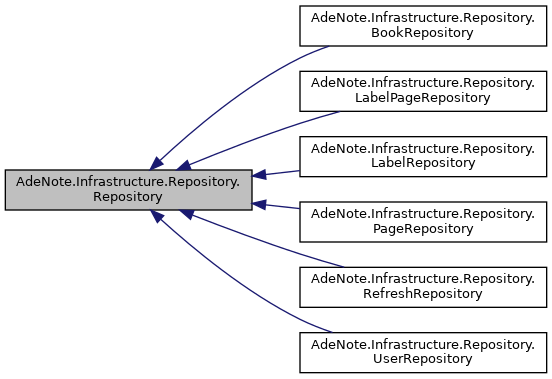 AdeNote.Infrastructure.Repository.
Repository
AdeNote.Infrastructure.Repository.
BookRepository
AdeNote.Infrastructure.Repository.
LabelPageRepository
AdeNote.Infrastructure.Repository.
LabelRepository
AdeNote.Infrastructure.Repository.
PageRepository
AdeNote.Infrastructure.Repository.
RefreshRepository
AdeNote.Infrastructure.Repository.
UserRepository